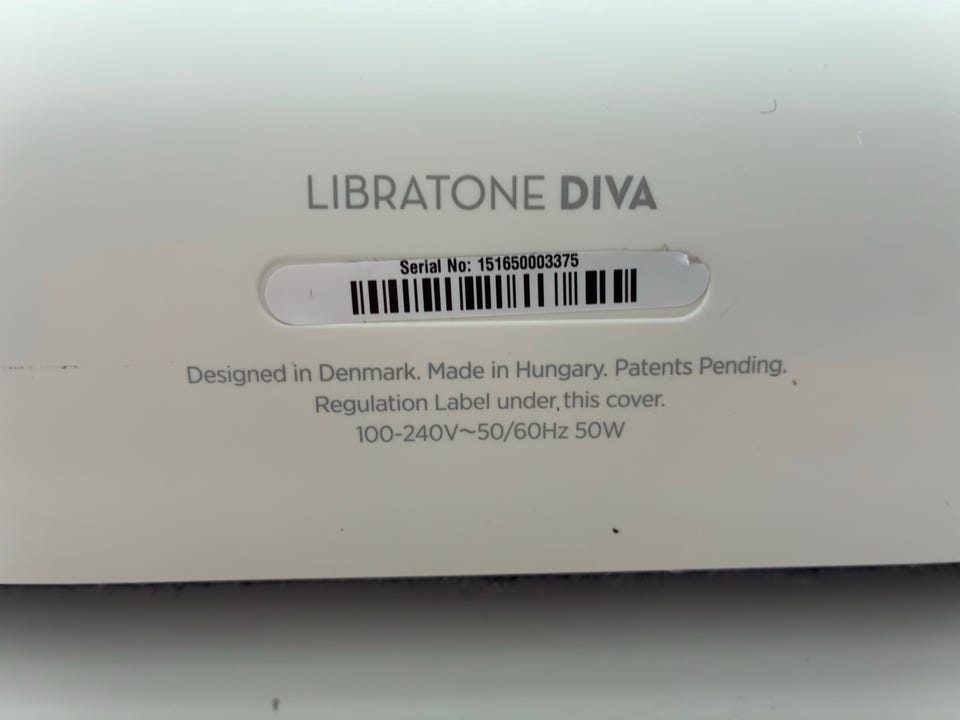 LIBRATONE DIVA
Serial No: 151650003375
Designed in Denmark. Made in Hungary. Patents Pending.
Regulation Label under this cover.
100-240V~50/60Hz 50W